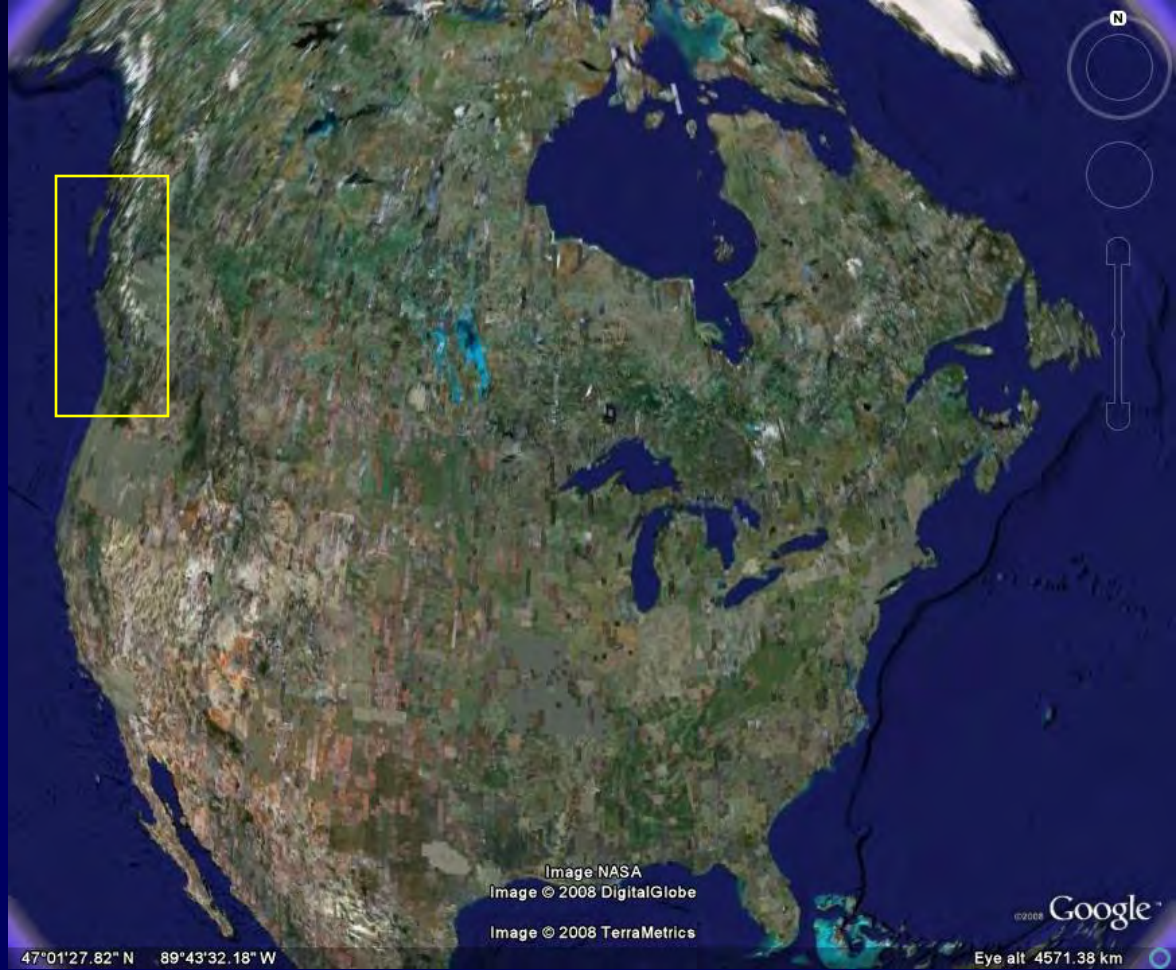 N
Image NASA
Image © 2008 DigitalGlobe
Image © 2008 TerraMetrics
©2008 Google™
47°01'27.82" N 89°43'32.18" W Eye alt 4571.38 km